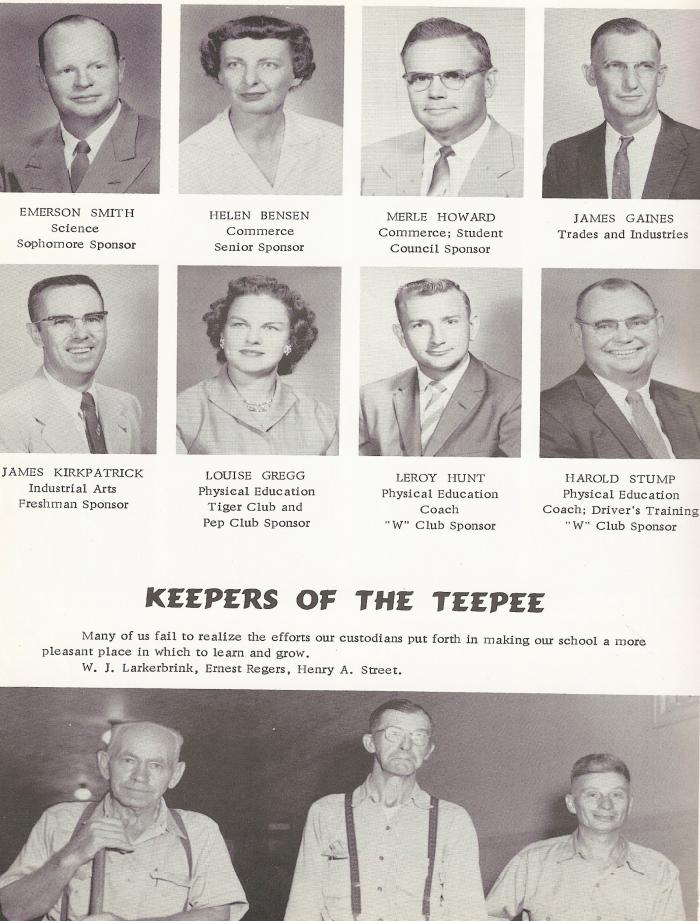 EMERSON SMITH
Science
Sophomore Sponsor
HELEN BENSEN
Commerce
Senior Sponsor
MERLE HOWARD
Commerce; Student
Council Sponsor
JAMES GAINES
Trades and Industries
JAMES KIRKPATRICK
Industrial Arts
Freshman Sponsor
LOUISE GREGG
Physical Education
Tiger Club and
Pep Club Sponsor
LEROY HUNT
Physical Education
Coach
"W" Club Sponsor
HAROLD STUMP
Physical Education
Coach; Driver's Training
"W" Club Sponsor
KEEPERS OF THE TEEPEE
Many of us fail to realize the efforts our custodians put forth in making our school a more
pleasant place in which to learn and grow.
W. J. Larkerbrink, Ernest Regers, Henry A. Street.